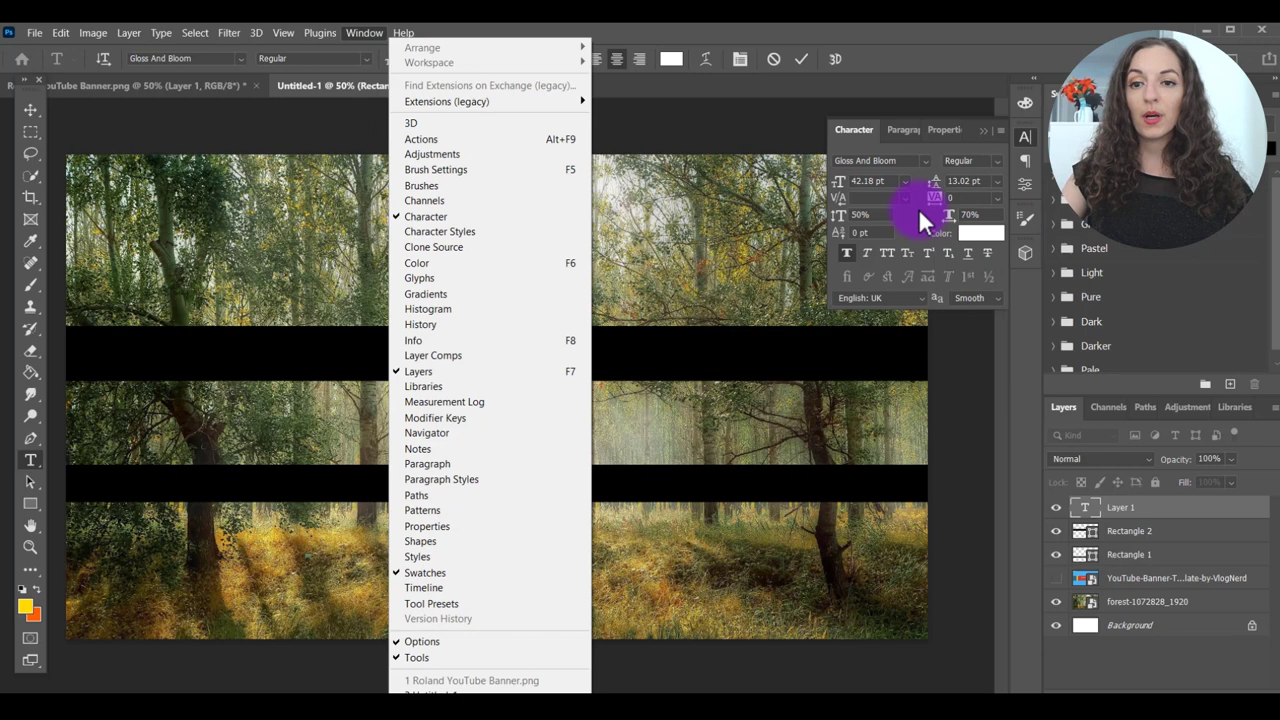 Ps File Edit Image Layer Type Select Filter 3D View Plugins Window Help
T Gloss And Bloom Regular 3D
YouTube Banner.png @ 50% (Layer 1, RGB/8*) * × Untitled-1 @ 50% (Rectan
Arrange
Workspace
Find Extensions on Exchange (legacy)...
Extensions (legacy)
3D
Actions Alt+F9
Adjustments
Brush Settings F5
Brushes
Channels
Character
Character Styles
Clone Source
Color F6
Glyphs
Gradients
Histogram
History
Info F8
Layer Comps
Layers F7
Libraries
Measurement Log
Modifier Keys
Navigator
Notes
Paragraph
Paragraph Styles
Paths
Patterns
Properties
Shapes
Styles
Swatches
Timeline
Tool Presets
Version History
Options
Tools
1 Roland YouTube Banner.png
Character Paragr Properti
Gloss And Bloom Regular
42.18 pt 13.02 pt
0
50% 70%
0 pt Color:
English: UK Smooth
Pastel
Light
Pure
Dark
Darker
Pale
Layers Channels Paths Adjustment Libraries
Kind
Normal Opacity: 100%
Lock: Fill: 100%
Layer 1
Rectangle 2
Rectangle 1
YouTube-Banner-T...late-by-VlogNerd
forest-1072828_1920
Background